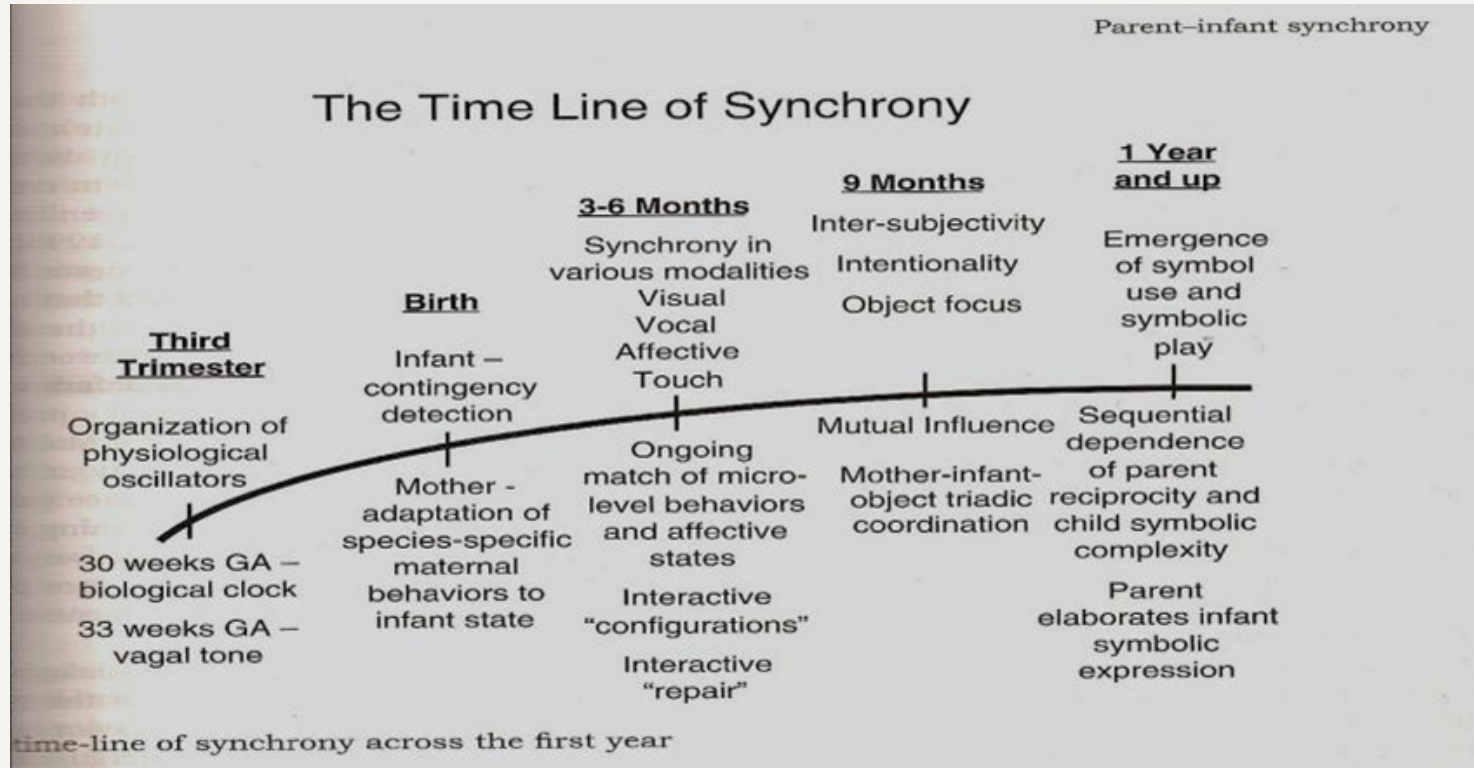 Parent–infant synchrony
The Time Line of Synchrony
Third
Trimester
Organization of
physiological
oscillators
30 weeks GA –
biological clock
33 weeks GA –
vagal tone
Birth
Infant –
contingency
detection
Mother -
adaptation of
species-specific
maternal
behaviors to
infant state
3-6 Months
Synchrony in
various modalities
Visual
Vocal
Affective
Touch
Ongoing
match of micro-
level behaviors
and affective
states
Interactive
“configurations”
Interactive
“repair”
9 Months
Inter-subjectivity
Intentionality
Object focus
Mutual Influence
Mother-infant-
object triadic
coordination
1 Year
and up
Emergence
of symbol
use and
symbolic
play
Sequential
dependence
of parent
reciprocity and
child symbolic
complexity
Parent
elaborates infant
symbolic
expression
time-line of synchrony across the first year